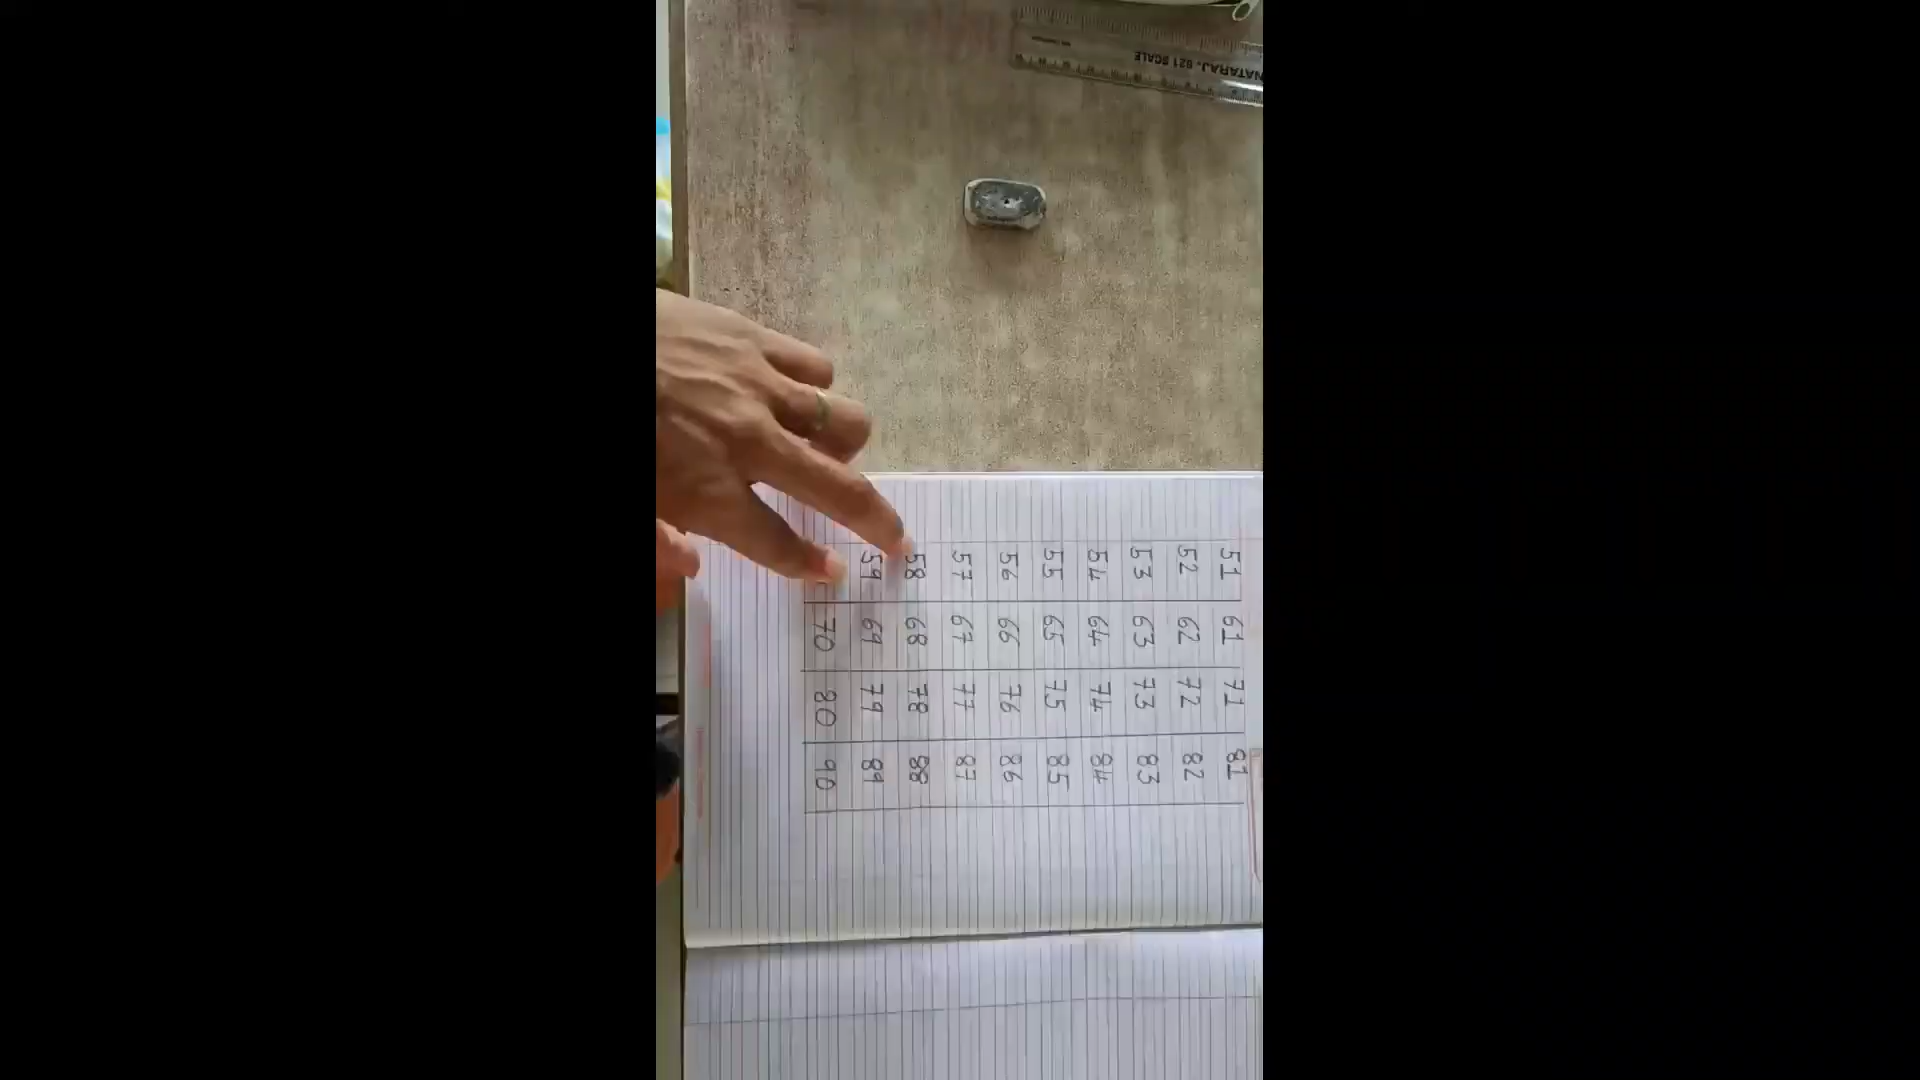 NATARAJ. 621 SCALE
51 61 71 81
52 62 72 82
53 63 73 83
54 64 74 84
55 65 75 85
56 66 76 86
57 67 77 87
58 68 78 88
59 69 79 89
70 80 90